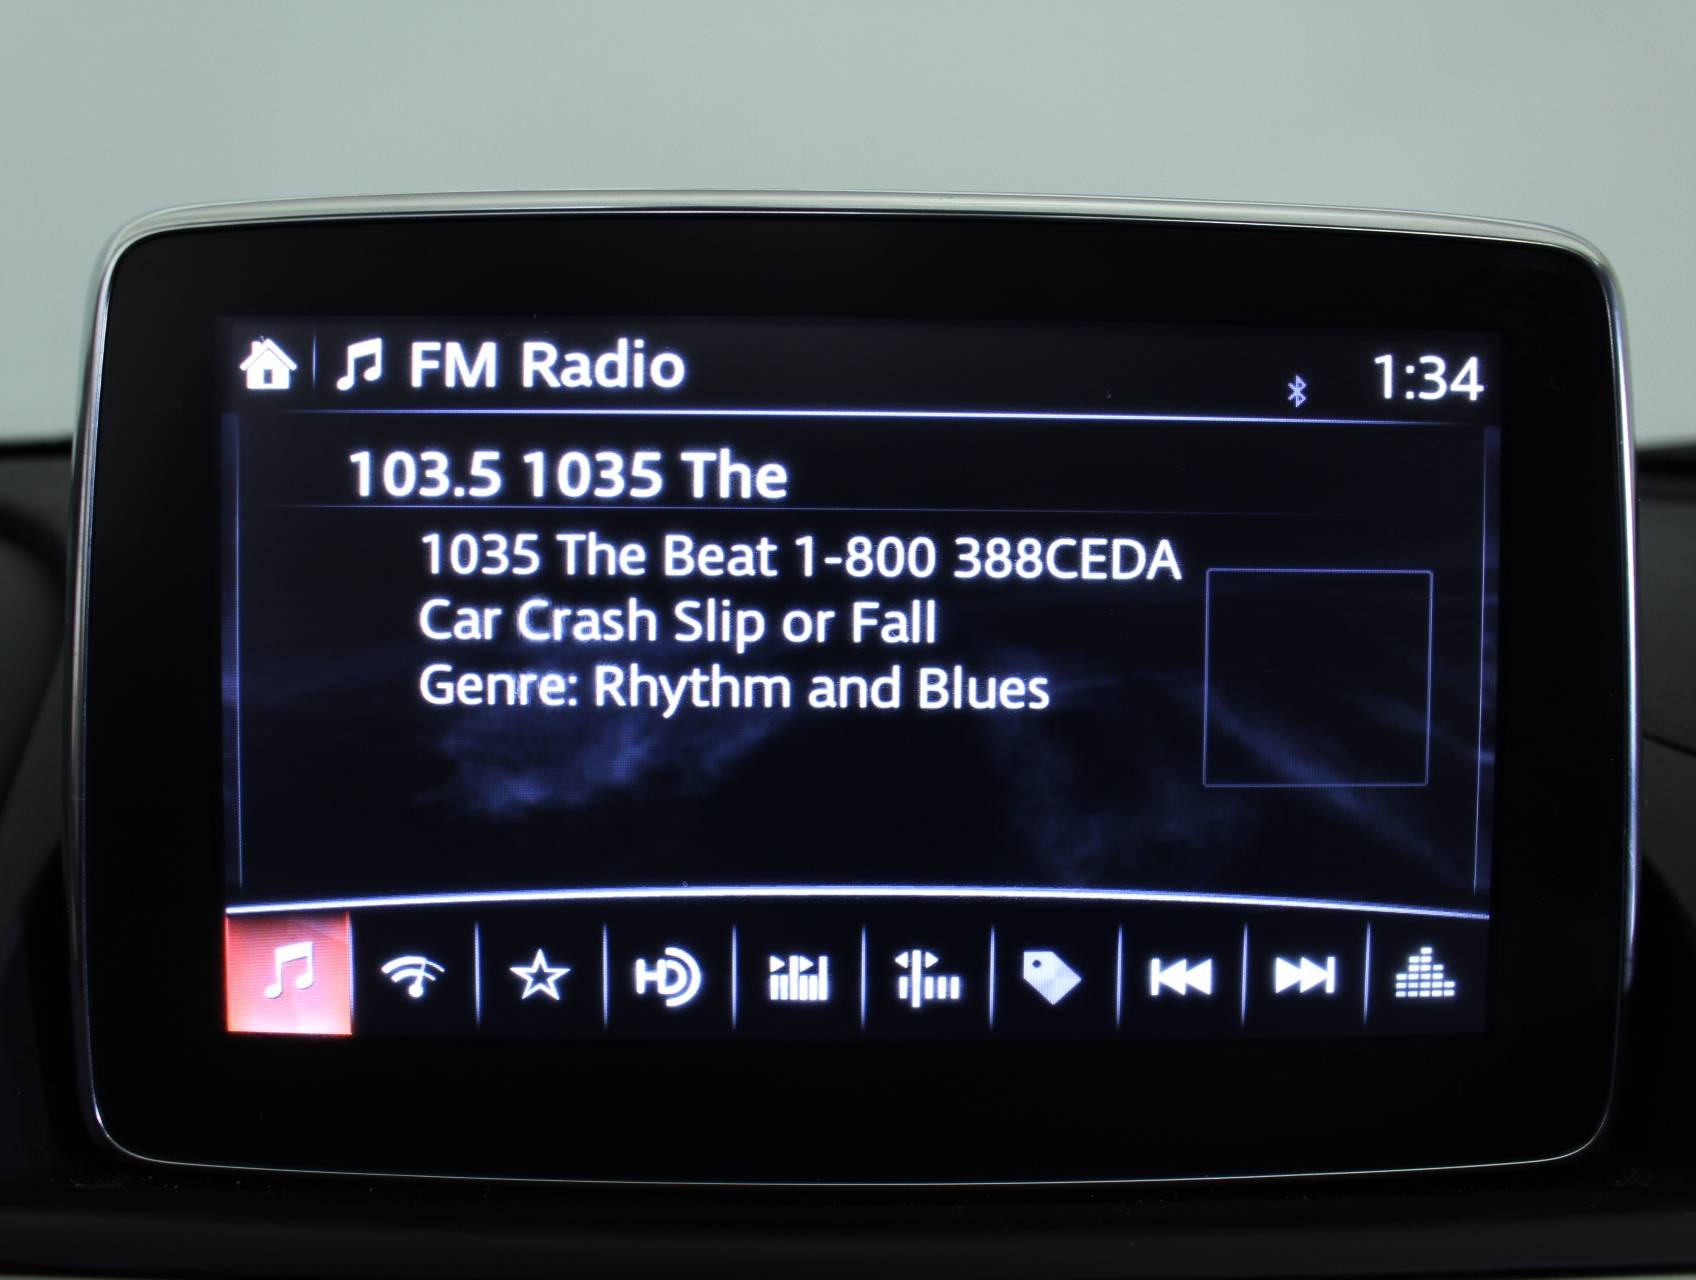 FM Radio
1:34
103.5 1035 The
1035 The Beat 1-800 388CEDA
Car Crash Slip or Fall
Genre: Rhythm and Blues
HD